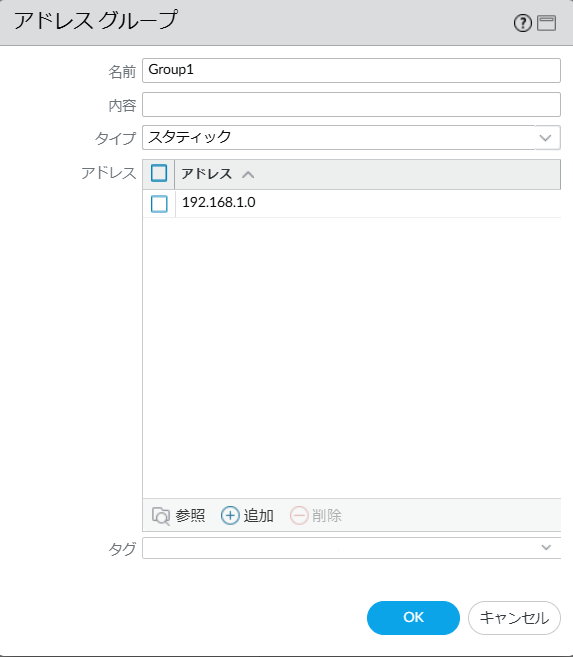 アドレス グループ
名前 Group1
内容
タイプ スタティック
アドレス アドレス
192.168.1.0
参照 追加 削除
タグ
OK キャンセル